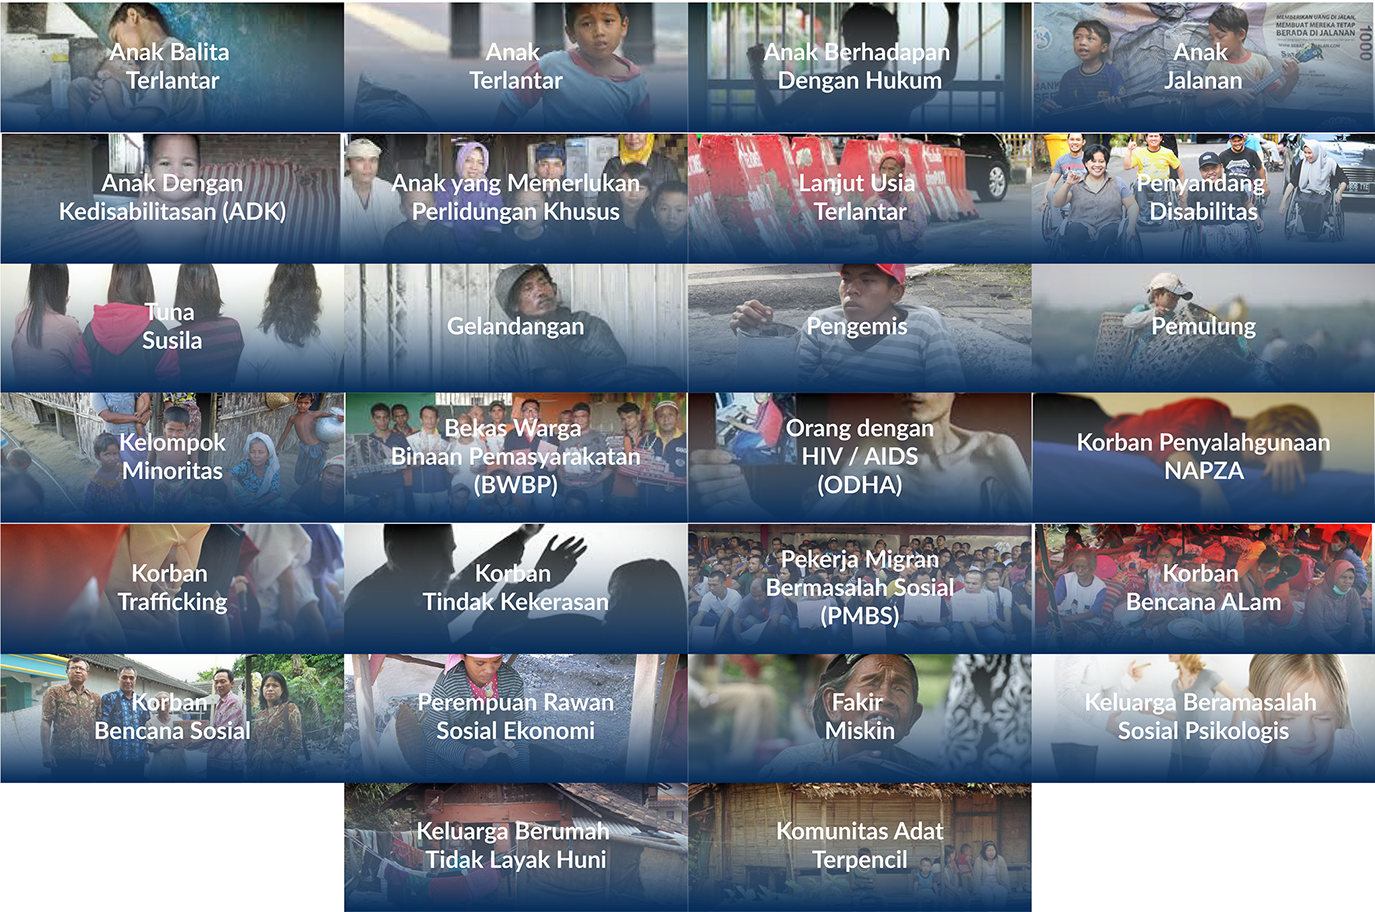 Anak Balita
Terlantar
Anak
Terlantar
Anak Berhadapan
Dengan Hukum
MEMBERIKAN UANG DI JALAN,
MEMBUAT MEREKA TETAP
BERADA DI JALANAN
1000
Anak
Jalanan
Anak Dengan
Kedisabilitasan (ADK)
Anak yang Memerlukan
Perlidungan Khusus
Lanjut Usia
Terlantar
Penyandang
Disabilitas
Tuna
Susila
Gelandangan
Pengemis
Pemulung
Kelompok
Minoritas
Bekas Warga
Binaan Pemasyarakatan
(BWBP)
Orang dengan
HIV / AIDS
(ODHA)
Korban Penyalahgunaan
NAPZA
Korban
Trafficking
Korban
Tindak Kekerasan
Pekerja Migran
Bermasalah Sosial
(PMBS)
Korban
Bencana ALam
Korban
Bencana Sosial
Perempuan Rawan
Sosial Ekonomi
Fakir
Miskin
Keluarga Beramasalah
Sosial Psikologis
Keluarga Berumah
Tidak Layak Huni
Komunitas Adat
Terpencil